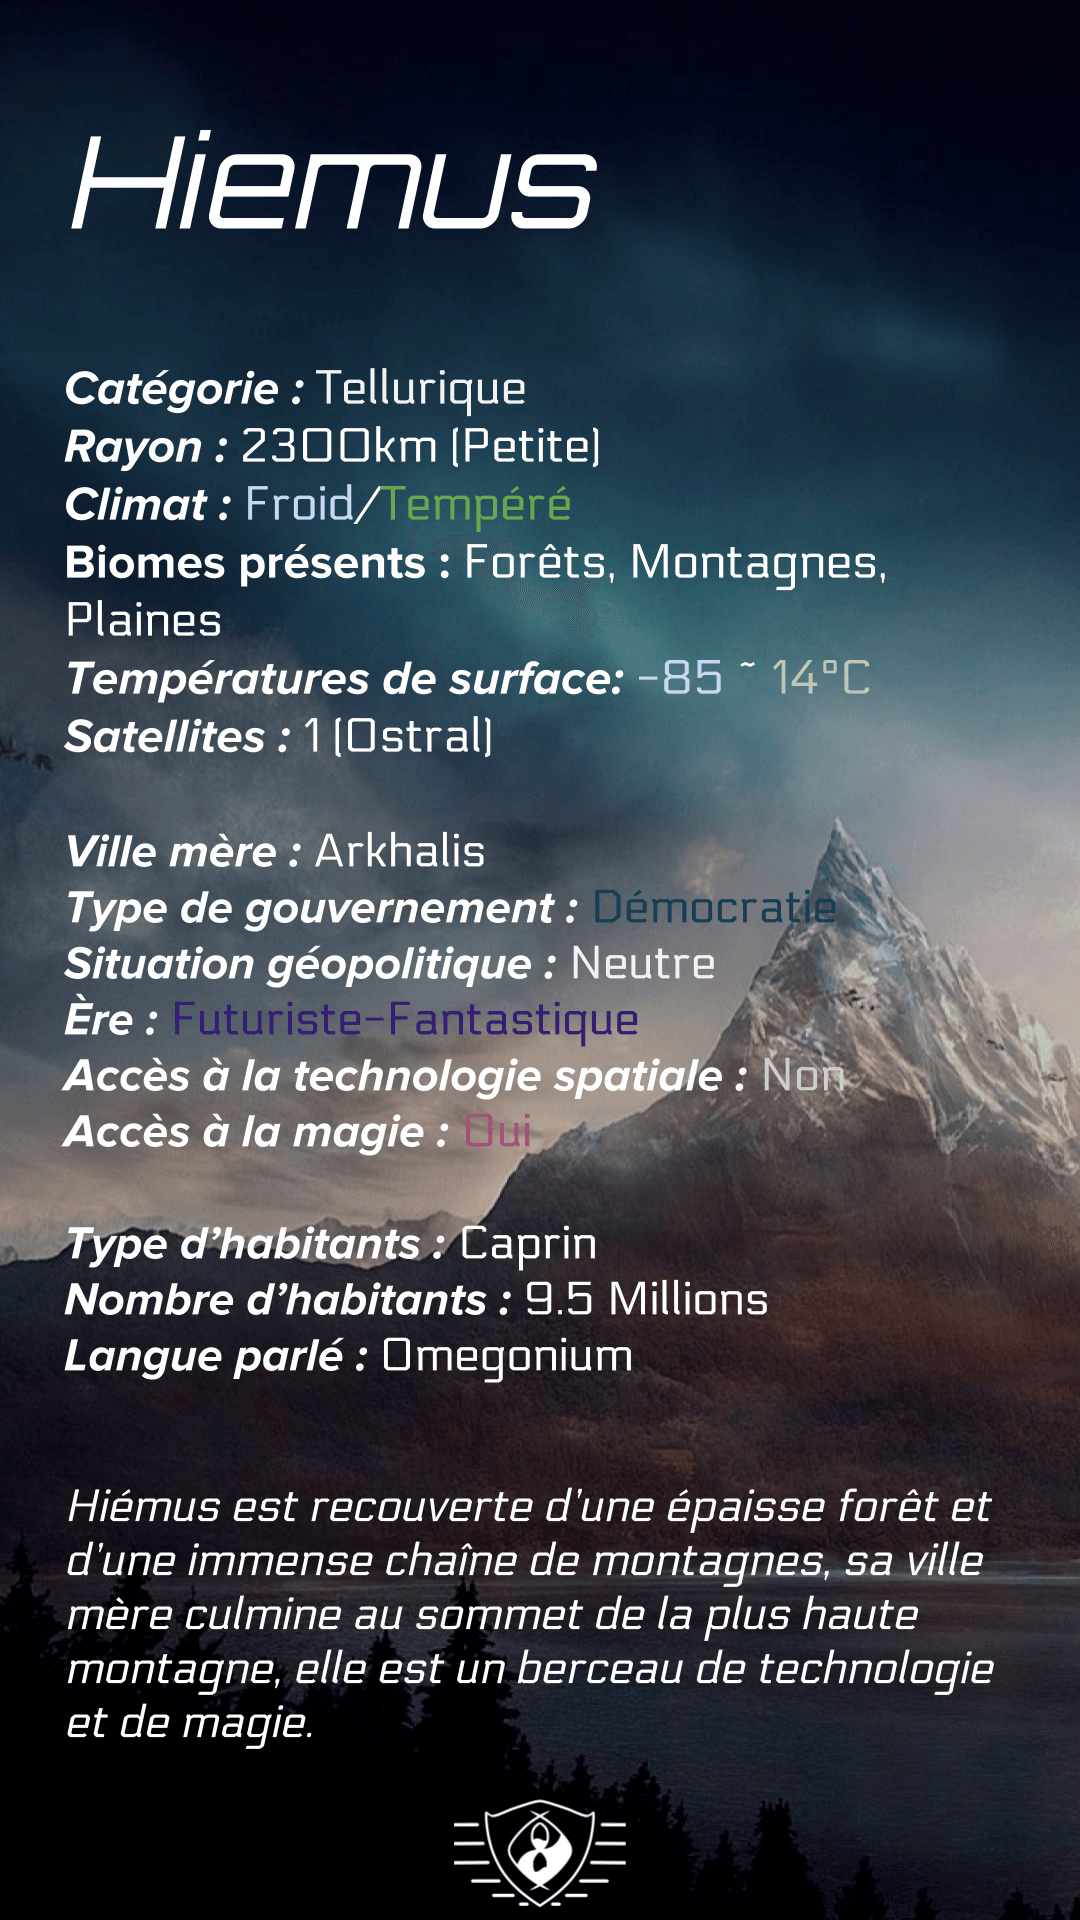 Hiemus
Catégorie : Tellurique
Rayon : 2300km (Petite)
Climat : Froid/Tempéré
Biomes présents : Forêts, Montagnes,
Plaines
Températures de surface: -85 ~ 14°C
Satellites : 1 (Ostral)
Ville mère : Arkhalis
Type de gouvernement : Démocratie
Situation géopolitique : Neutre
Ère : Futuriste-Fantastique
Accès à la technologie spatiale : Non
Accès à la magie : Oui
Type d'habitants : Caprin
Nombre d'habitants : 9.5 Millions
Langue parlé : Omegonium
Hiémus est recouverte d'une épaisse forêt et
d'une immense chaîne de montagnes, sa ville
mère culmine au sommet de la plus haute
montagne, elle est un berceau de technologie
et de magie.